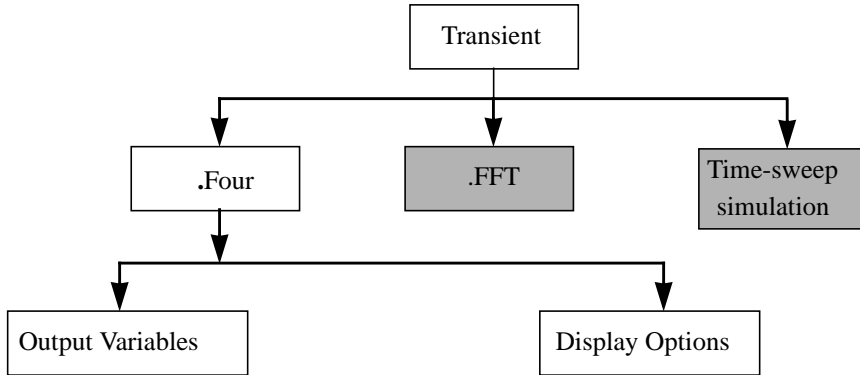 Transient
.Four
.FFT
Time-sweep
simulation
Output Variables
Display Options